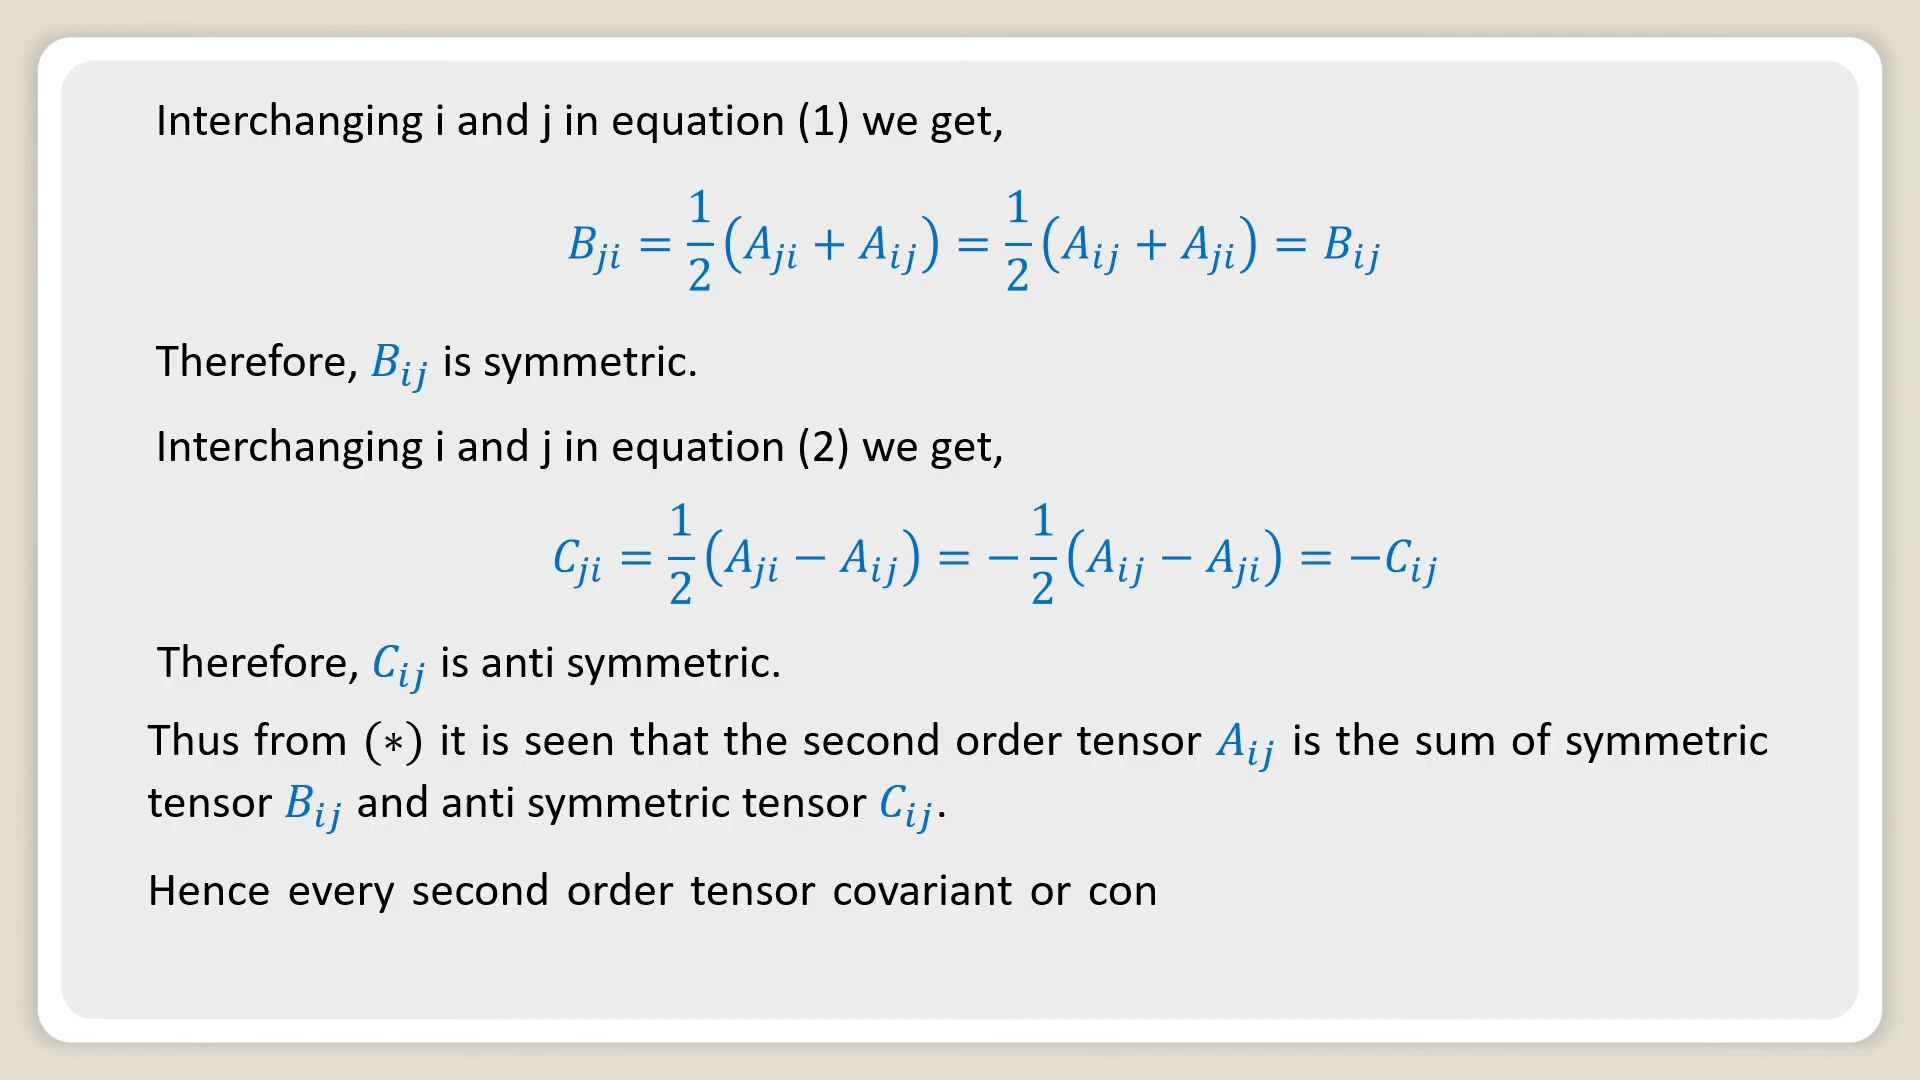 Interchanging i and j in equation (1) we get,
B_{ji} = \frac{1}{2}(A_{ji} + A_{ij}) = \frac{1}{2}(A_{ij} + A_{ji}) = B_{ij}
Therefore, B_{ij} is symmetric.
Interchanging i and j in equation (2) we get,
C_{ji} = \frac{1}{2}(A_{ji} − A_{ij}) = −\frac{1}{2}(A_{ij} − A_{ji}) = −C_{ij}
Therefore, C_{ij} is anti symmetric.
Thus from (∗) it is seen that the second order tensor A_{ij} is the sum of symmetric
tensor B_{ij} and anti symmetric tensor C_{ij}.
Hence every second order tensor covariant or con